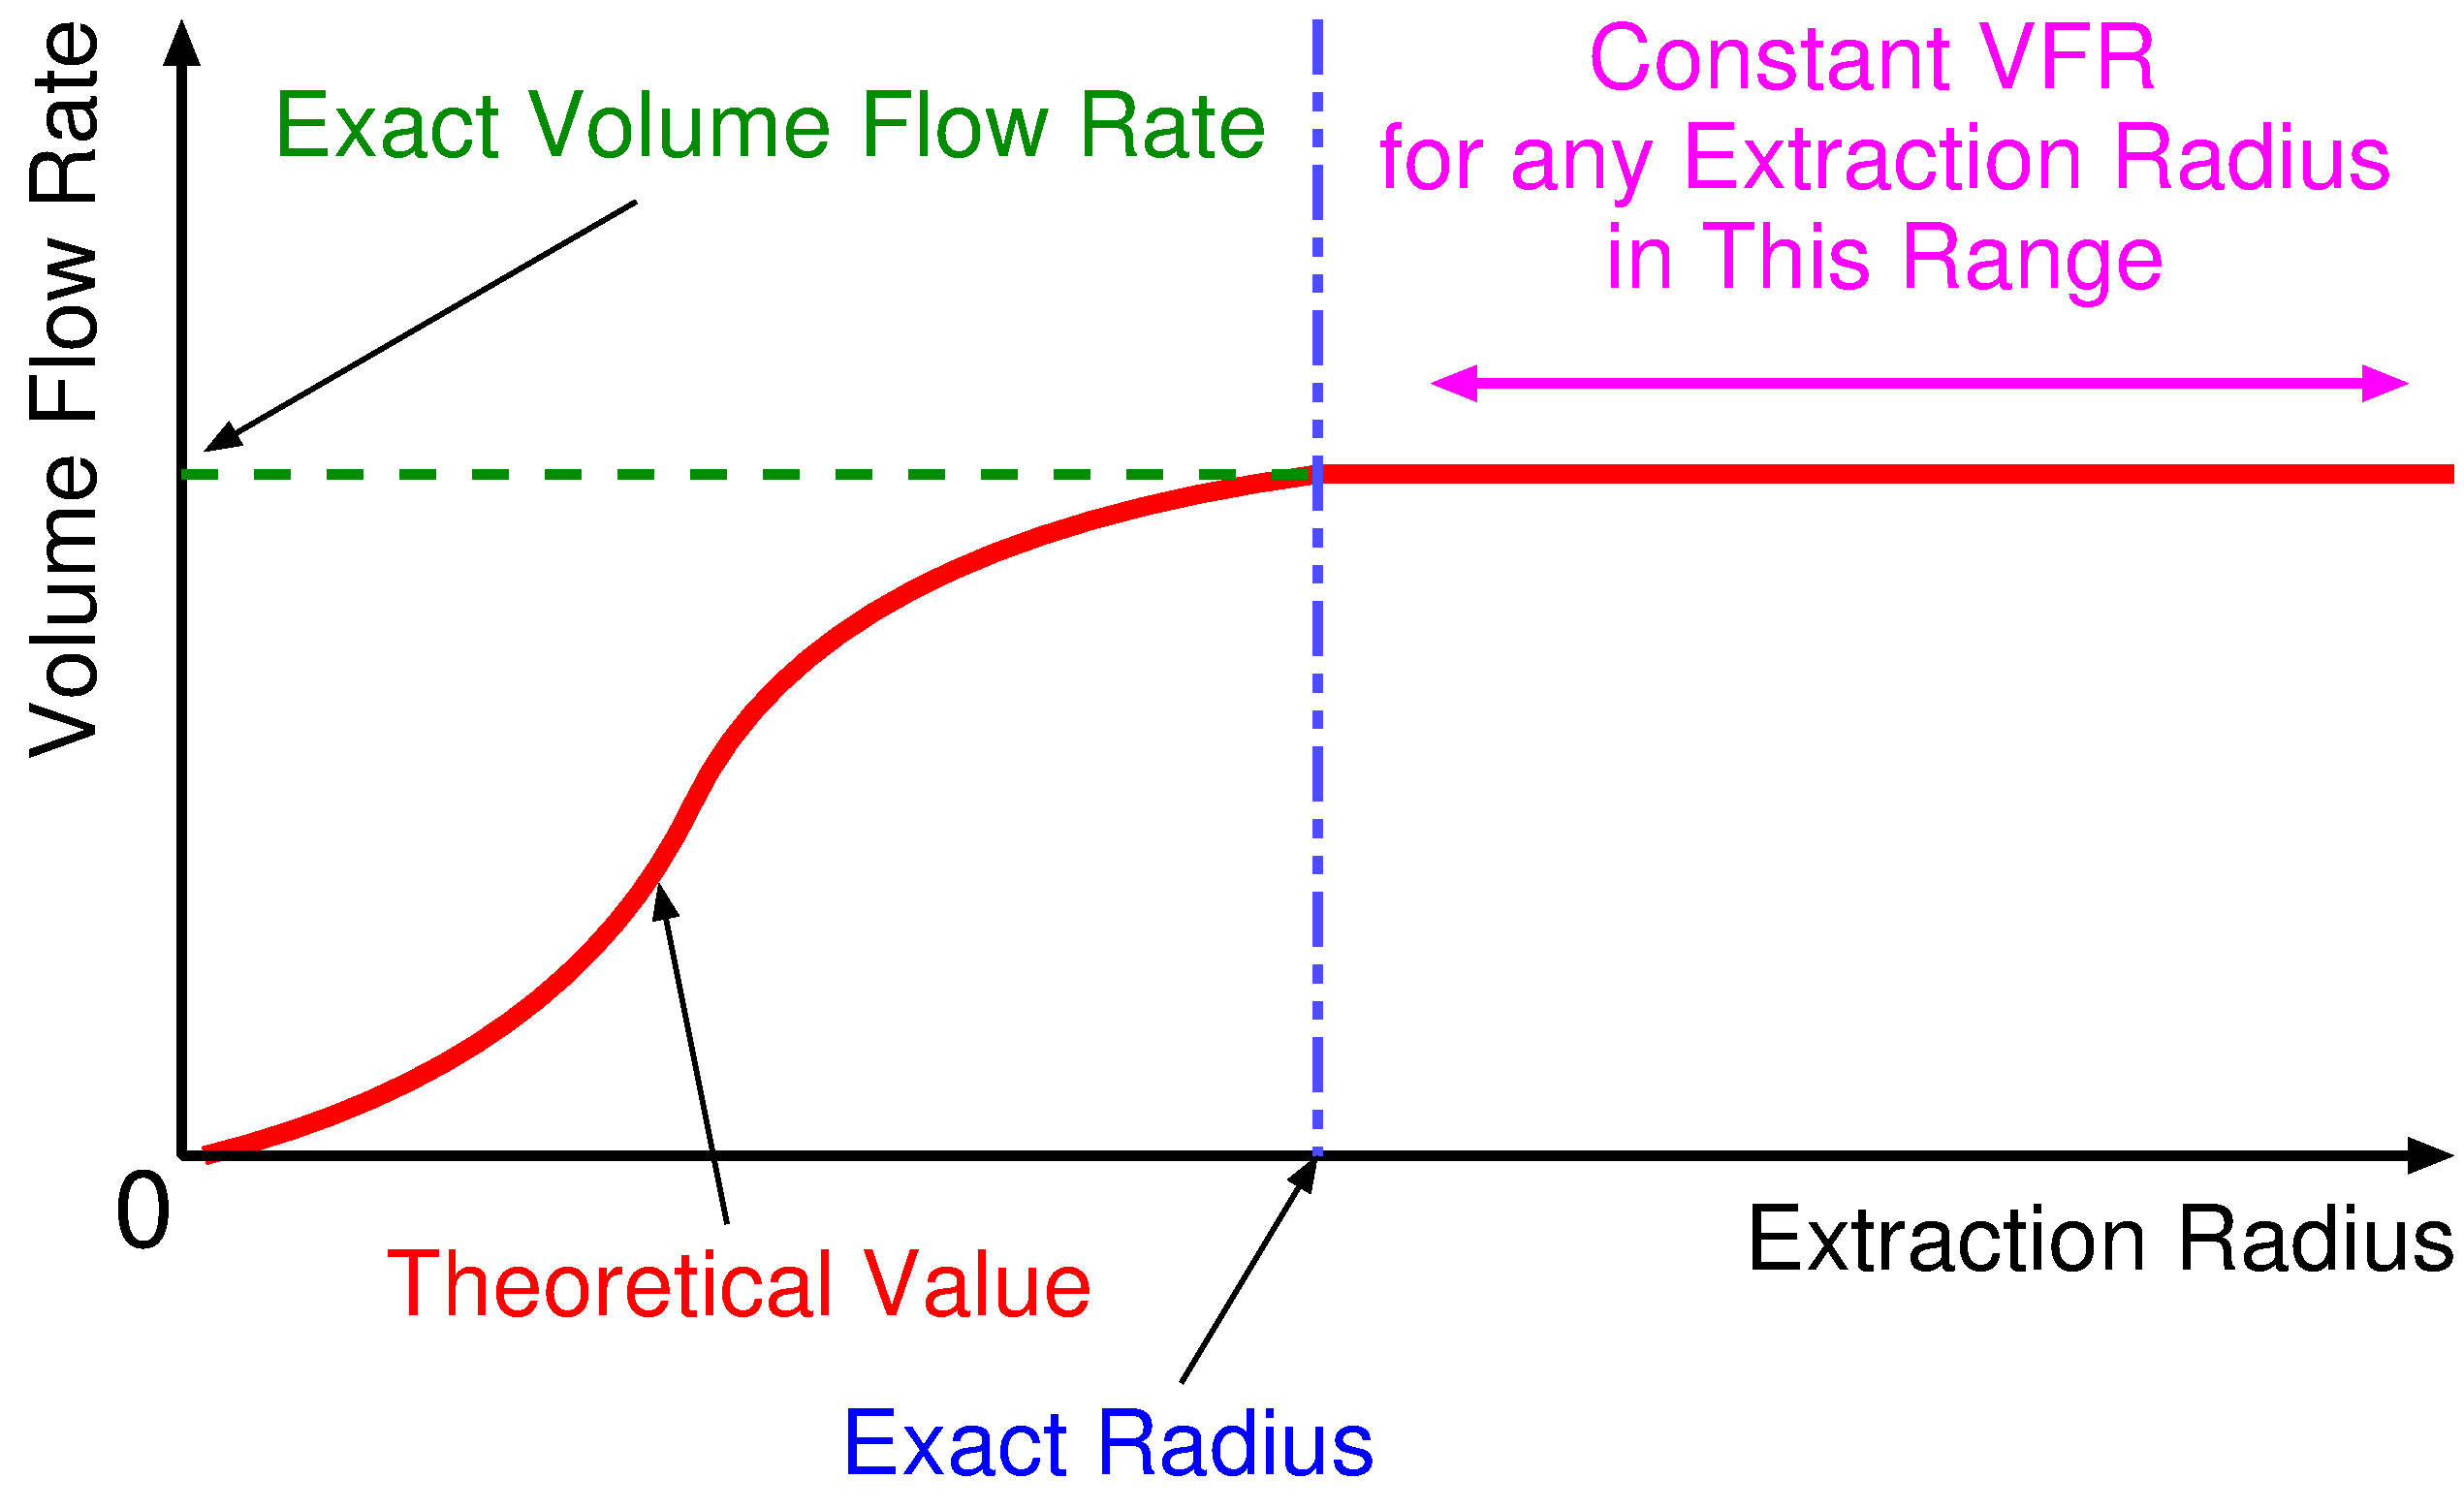 Volume Flow Rate
Exact Volume Flow Rate
Constant VFR
for any Extraction Radius
in This Range
0
Extraction Radius
Theoretical Value
Exact Radius